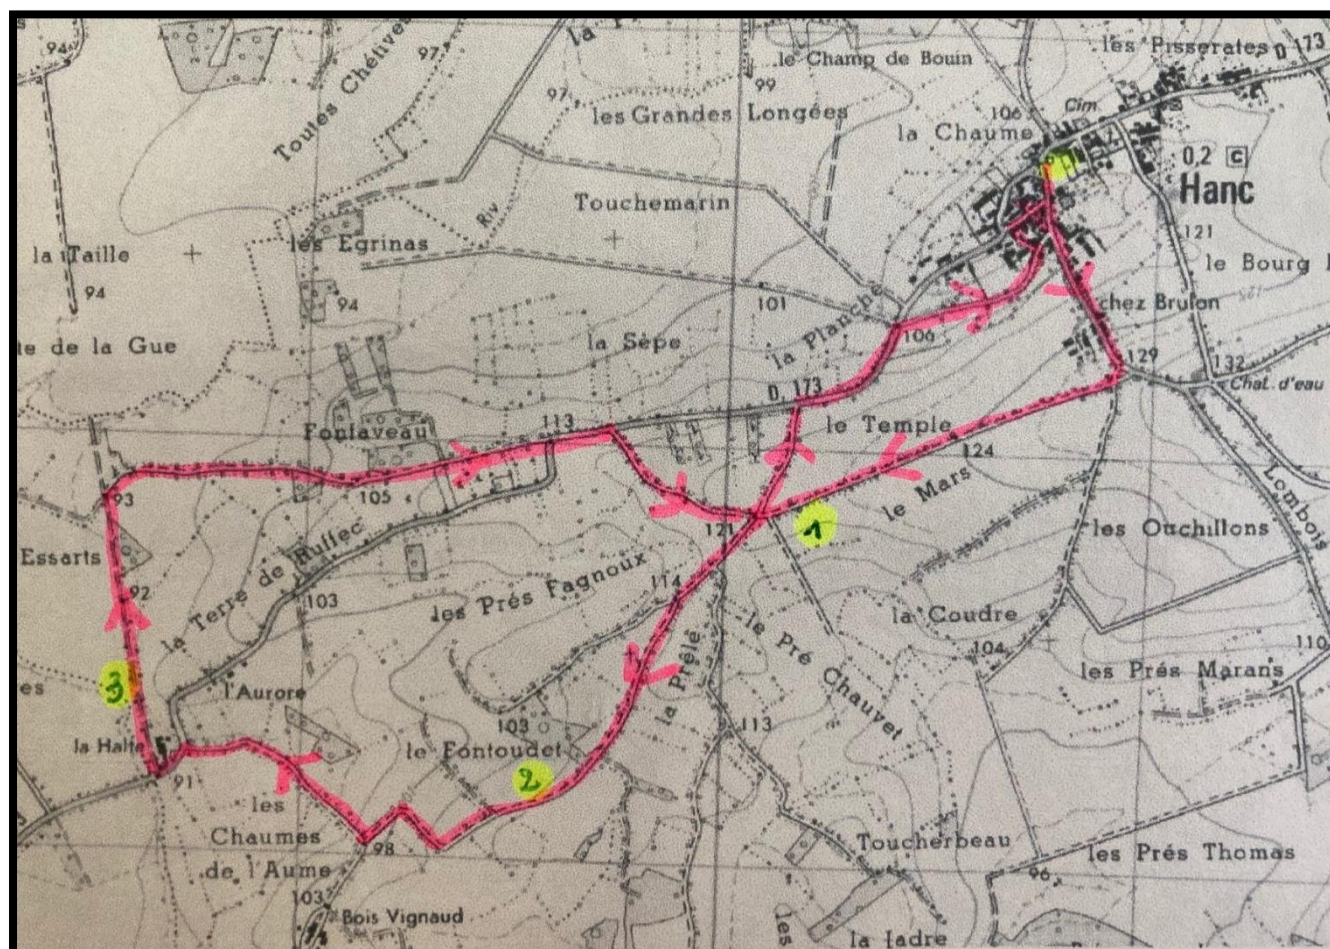 94
97
Toutes Chétives
97
le Champ de Bouin
99
les Grandes Longées
les Pisserates
D 173
106
Cim.
la Chaume
0,2 C
Hanc
Touchemarin
Riv
les Egrinas
la Taille
94
94
121
le Bourg
te de la Gue
101
la Planche
chez Brulon
la Sèpe
106
129
132
Chat. d'eau
D. 173
le Temple
Fontaveau
113
124
le Mars
Lombois
93
105
Essarts
121
1
les Ouchillons
la Terre de Ruffec
92
103
les Prés Fagnoux
114
la Coudre
le Pré Chauvet
104
110
les Prés Marans
la Prêle
es
3
l'Aurore
103
113
la Halte
91
le Fontoudet
2
les
Chaumes
de l'Aume
98
Toucherbeau
les Prés Thomas
96
103
Bois Vignaud
les
la Jadre